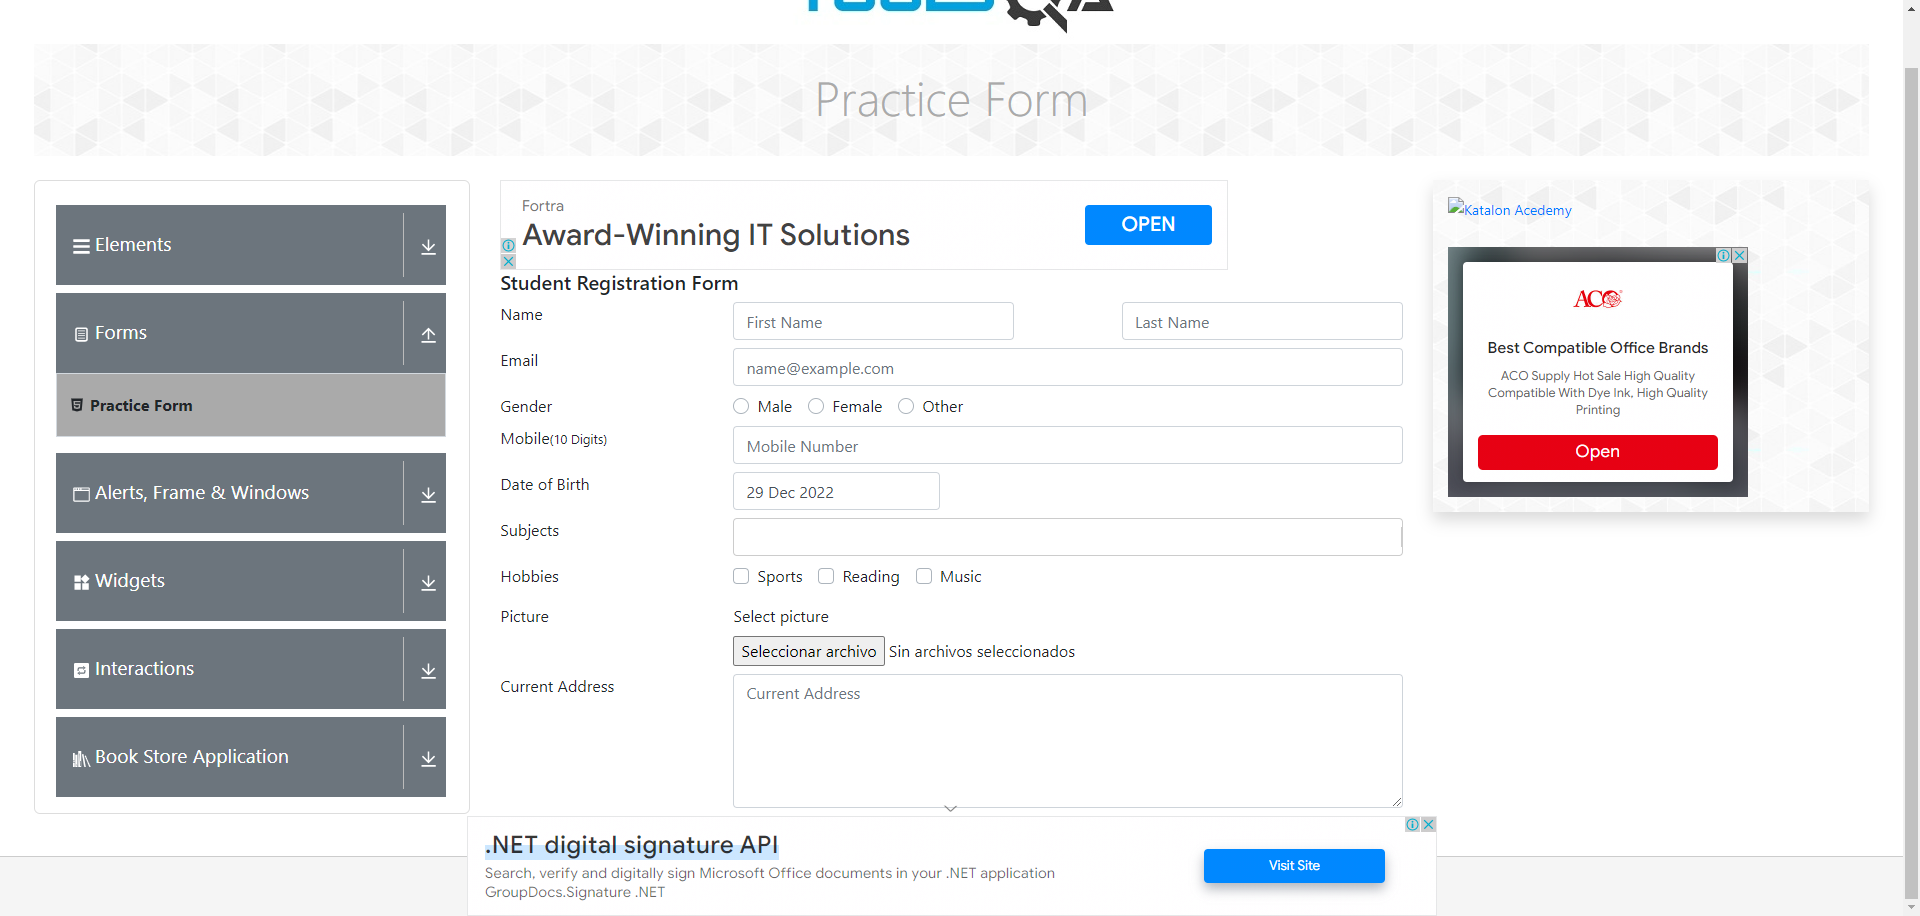 TOOLS QA
Practice Form
Elements
Forms
Practice Form
Alerts, Frame & Windows
Widgets
Interactions
Book Store Application
Fortra
Award-Winning IT Solutions
OPEN
Student Registration Form
Name
First Name
Last Name
Email
name@example.com
Gender
Male
Female
Other
Mobile(10 Digits)
Mobile Number
Date of Birth
29 Dec 2022
Subjects
Hobbies
Sports
Reading
Music
Picture
Select picture
Seleccionar archivo Sin archivos seleccionados
Current Address
Current Address
Katalon Acedemy
ACO
Best Compatible Office Brands
ACO Supply Hot Sale High Quality
Compatible With Dye Ink, High Quality
Printing
Open
.NET digital signature API
Search, verify and digitally sign Microsoft Office documents in your .NET application
GroupDocs.Signature .NET
Visit Site